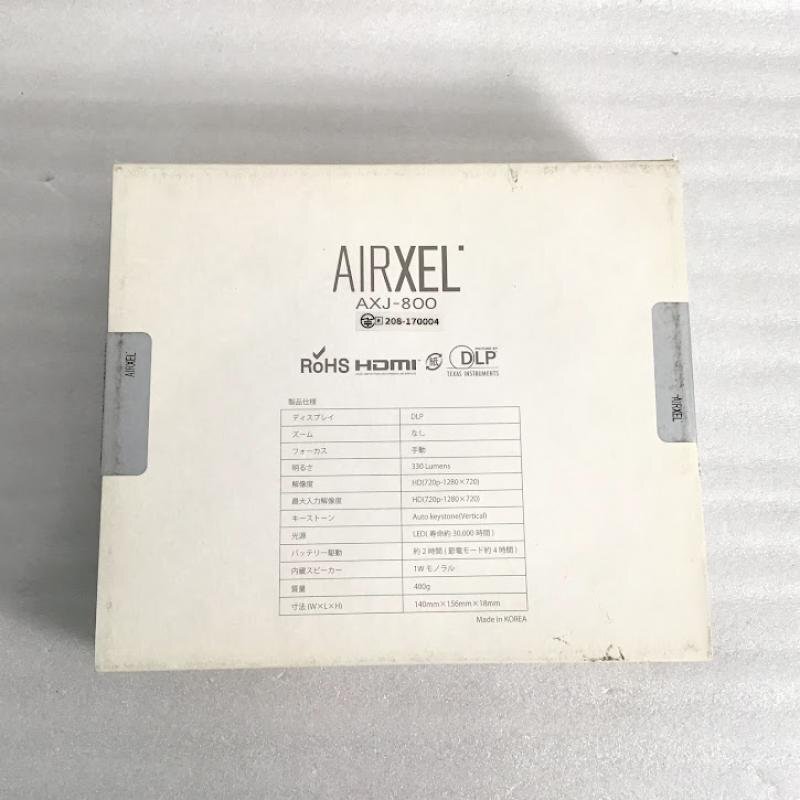 AIRXEL
AXJ-800
R 208-170004
RoHS HDMI 紙 DLP
TEXAS INSTRUMENTS
AIRXEL
AIRXEL
製品仕様
ディスプレイ DLP
ズーム なし
フォーカス 手動
明るさ 330 Lumens
解像度 HD(720p-1280×720)
最大入力解像度 HD(720p-1280×720)
キーストーン Auto keystone(Vertical)
光源 LED( 寿命約 30,000 時間 )
バッテリー駆動 約 2 時間 ( 節電モード約 4 時間 )
内蔵スピーカー 1W モノラル
質量 400g
寸法 (W×L×H) 140mm×156mm×18mm
Made in KOREA